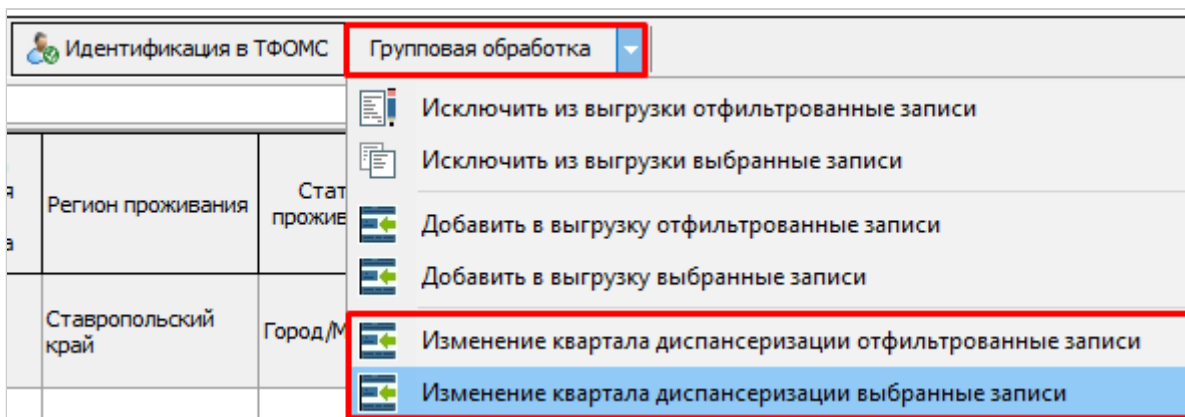 Идентификация в ТФОМС
Групповая обработка
Исключить из выгрузки отфильтрованные записи
Исключить из выгрузки выбранные записи
Регион проживания
Добавить в выгрузку отфильтрованные записи
Добавить в выгрузку выбранные записи
Ставропольский
край
Город/М
Изменение квартала диспансеризации отфильтрованные записи
Изменение квартала диспансеризации выбранные записи